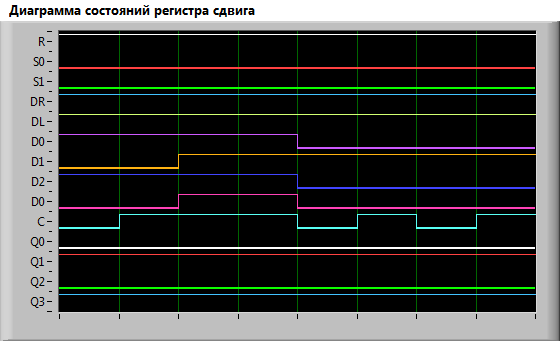 Диаграмма состояний регистра сдвига
R
S0
S1
DR
DL
D0
D1
D2
D0
C
Q0
Q1
Q2
Q3